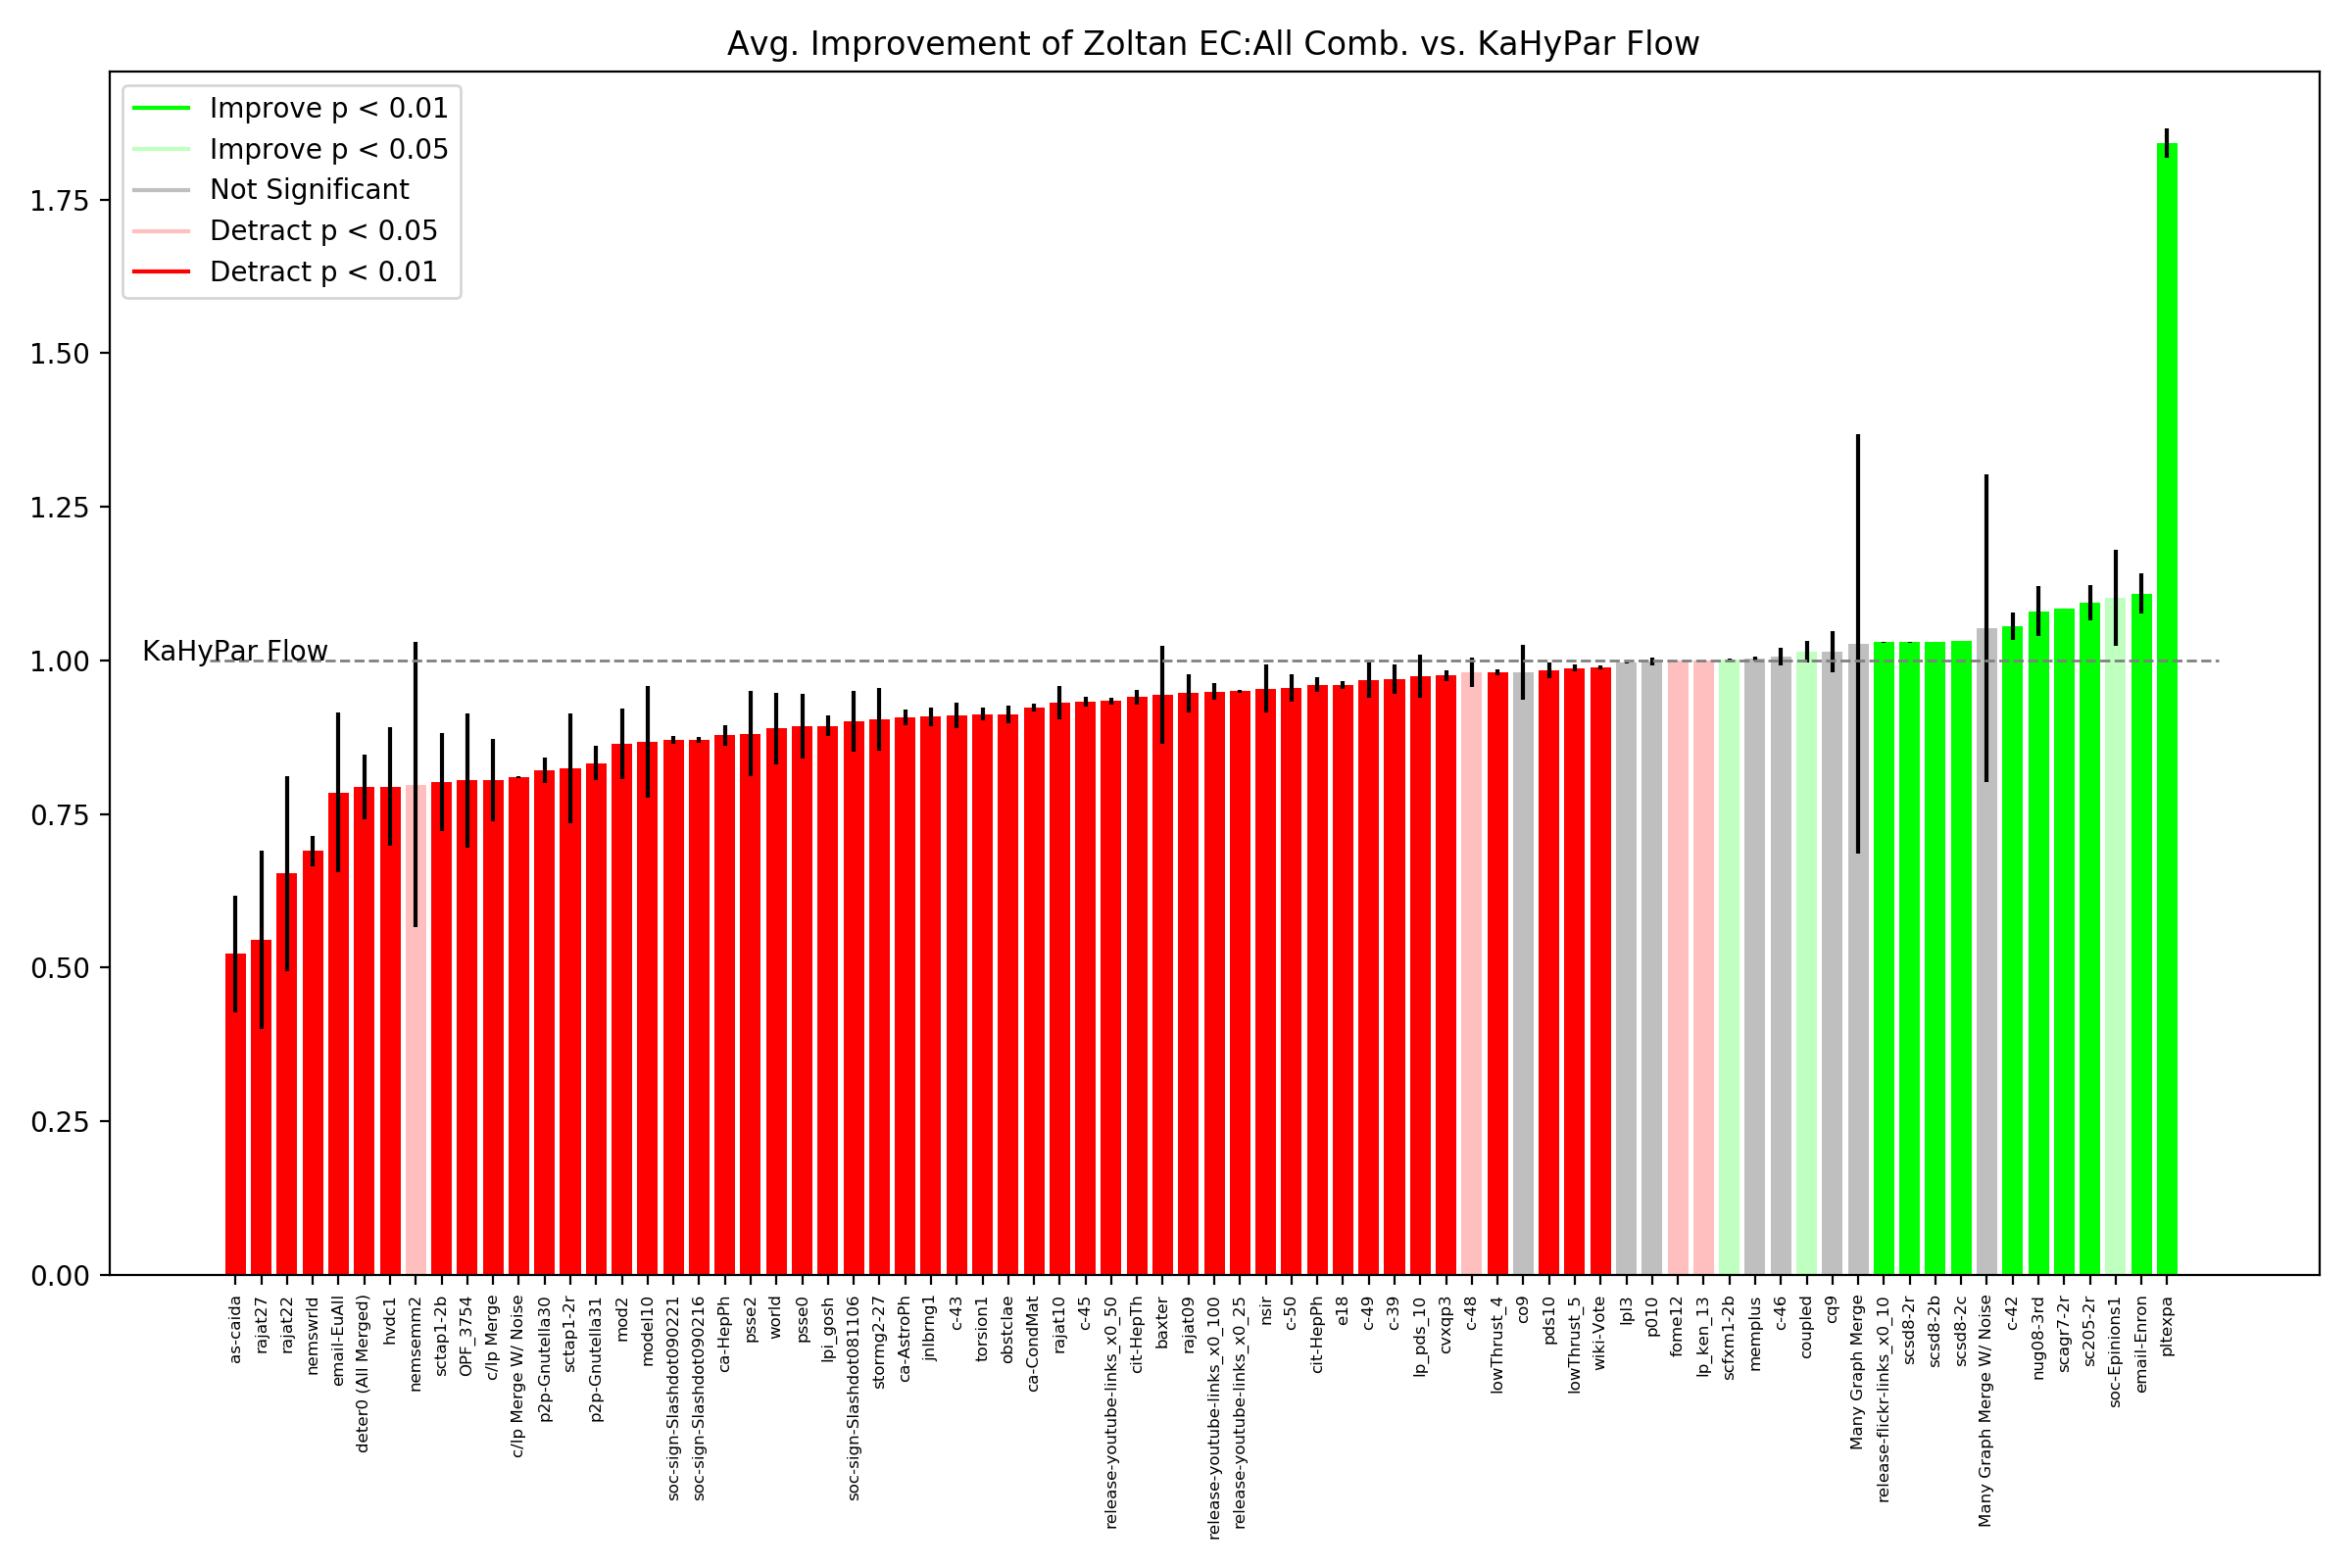 Avg. Improvement of Zoltan EC:All Comb. vs. KaHyPar Flow
Improve p < 0.01
Improve p < 0.05
Not Significant
Detract p < 0.05
Detract p < 0.01
1.75
1.50
1.25
1.00
0.75
0.50
0.25
0.00
KaHyPar Flow
as-caida
rajat27
rajat22
nemswrld
email-EuAll
deter0 (All Merged)
hvdc1
nemsemm2
sctap1-2b
OPF_3754
c/lp Merge
c/lp Merge W/ Noise
p2p-Gnutella30
sctap1-2r
p2p-Gnutella31
mod2
model10
soc-sign-Slashdot090221
soc-sign-Slashdot090216
ca-HepPh
psse2
world
psse0
lpi_gosh
soc-sign-Slashdot081106
stormg2-27
ca-AstroPh
jnlbrng1
c-43
torsion1
obstclae
ca-CondMat
rajat10
c-45
release-youtube-links_x0_50
cit-HepTh
baxter
rajat09
release-youtube-links_x0_100
release-youtube-links_x0_25
nsir
c-50
cit-HepPh
e18
c-49
c-39
lp_pds_10
cvxqp3
c-48
lowThrust_4
co9
pds10
lowThrust_5
wiki-Vote
lpl3
p010
fome12
lp_ken_13
scfxm1-2b
memplus
c-46
coupled
cq9
Many Graph Merge
release-flickr-links_x0_10
scsd8-2r
scsd8-2b
scsd8-2c
Many Graph Merge W/ Noise
c-42
nug08-3rd
scagr7-2r
sc205-2r
soc-Epinions1
email-Enron
pltexpa